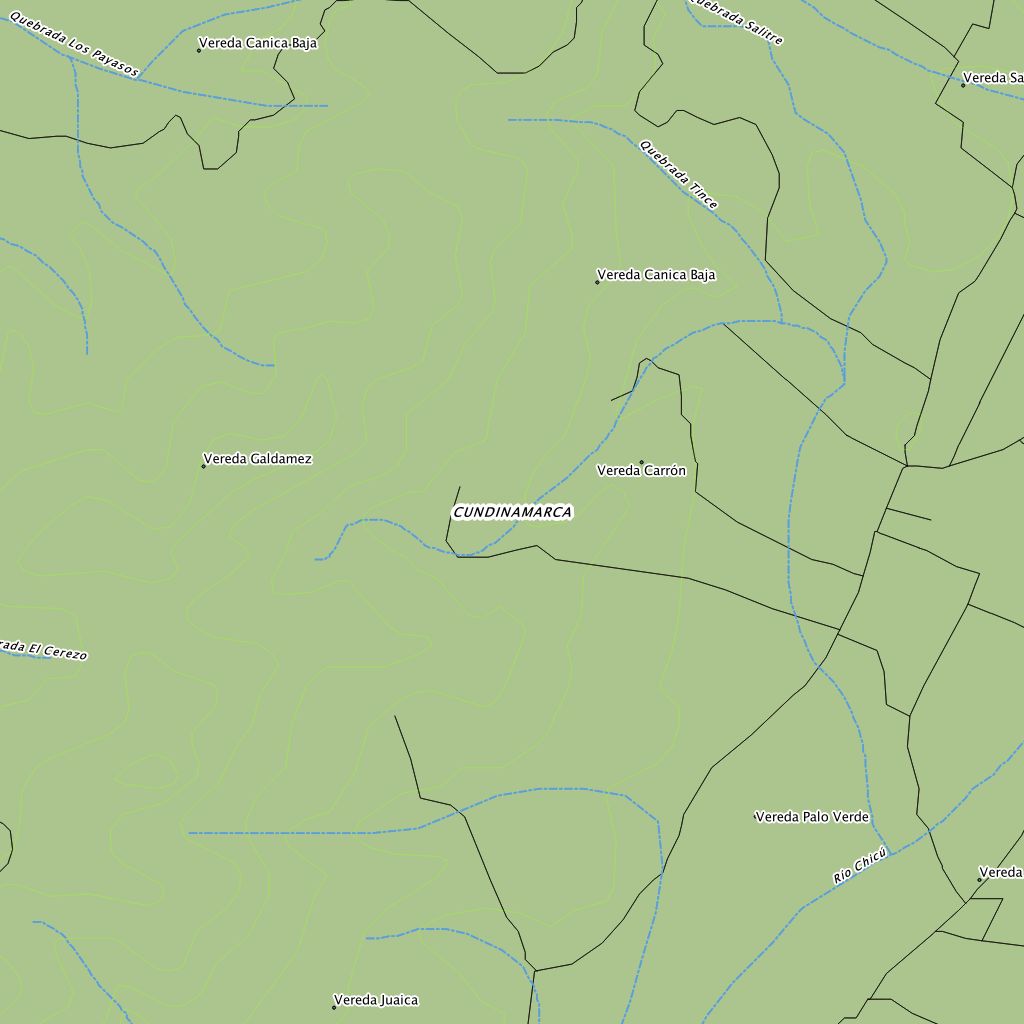 Quebrada Los Payasos
Vereda Canica Baja
Quebrada Salitre
Vereda Sa
Quebrada Tince
Vereda Canica Baja
Vereda Galdamez
Vereda Carrón
CUNDINAMARCA
rada El Cerezo
Vereda Palo Verde
Río Chicú
Vereda
Vereda Juaica